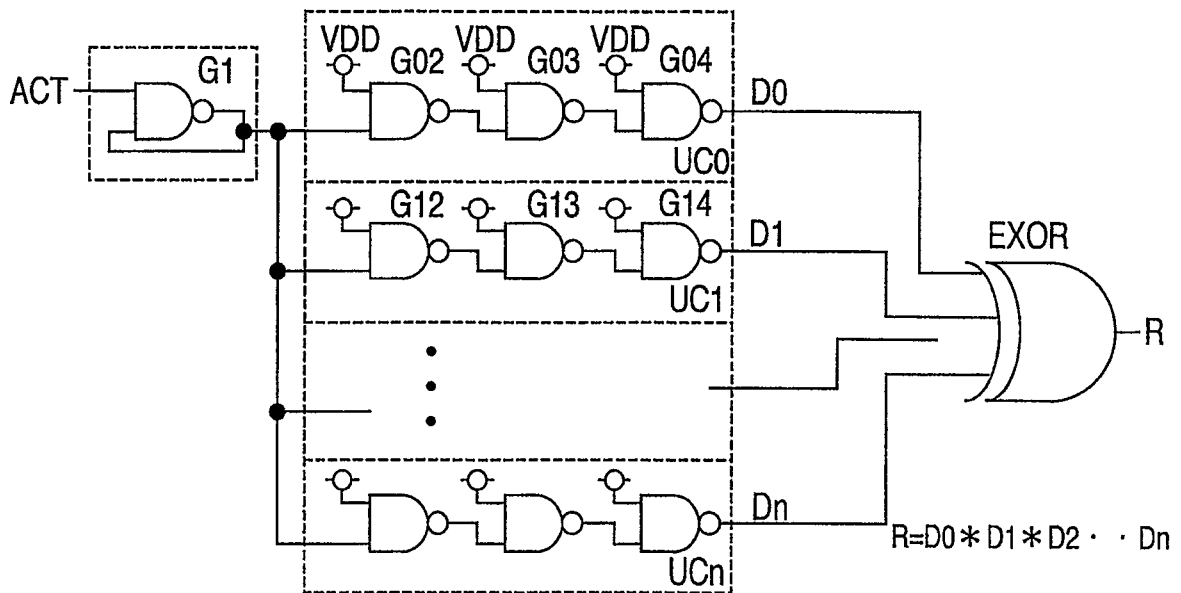 VDD VDD VDD
G1 G02 G03 G04
ACT D0
UC0
G12 G13 G14
D1 EXOR
UC1
R
Dn
R=D0*D1*D2 · · Dn
UCn